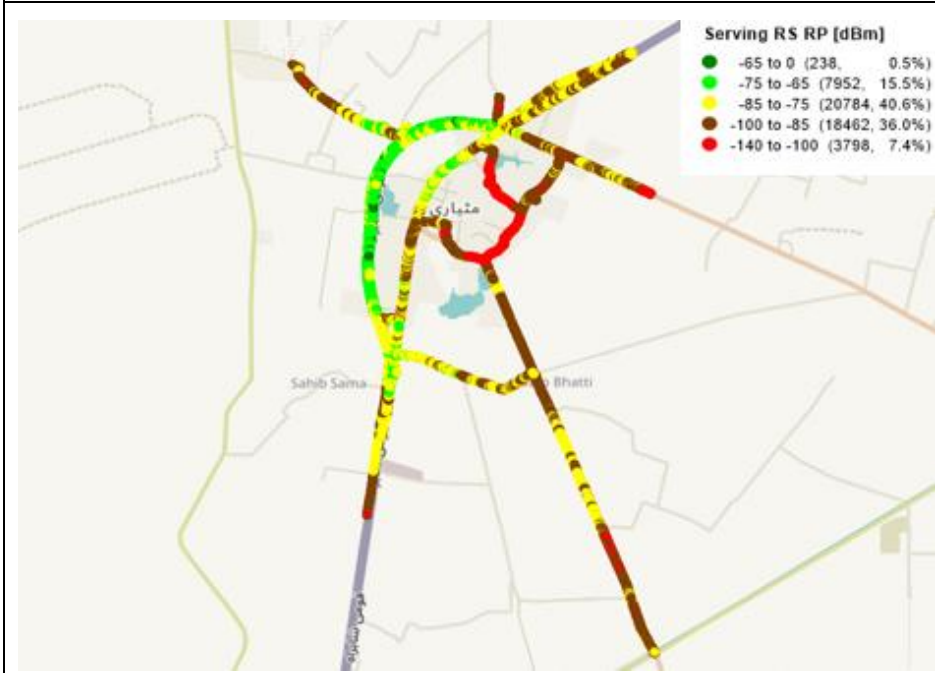 Serving RS RP [dBm]
-65 to 0 (238, 0.5%)
-75 to -65 (7952, 15.5%)
-85 to -75 (20784, 40.6%)
-100 to -85 (18462, 36.0%)
-140 to -100 (3798, 7.4%)
مٹیاری
Sahib Sama
Bhatti
قومی شاہراہ